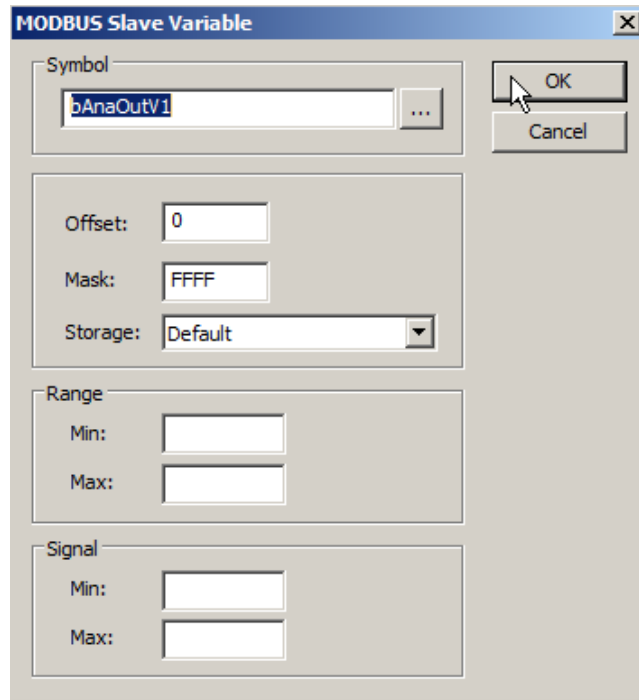 MODBUS Slave Variable
Symbol
bAnaOutV1
...
OK
Cancel
Offset: 0
Mask: FFFF
Storage: Default
Range
Min:
Max:
Signal
Min:
Max: